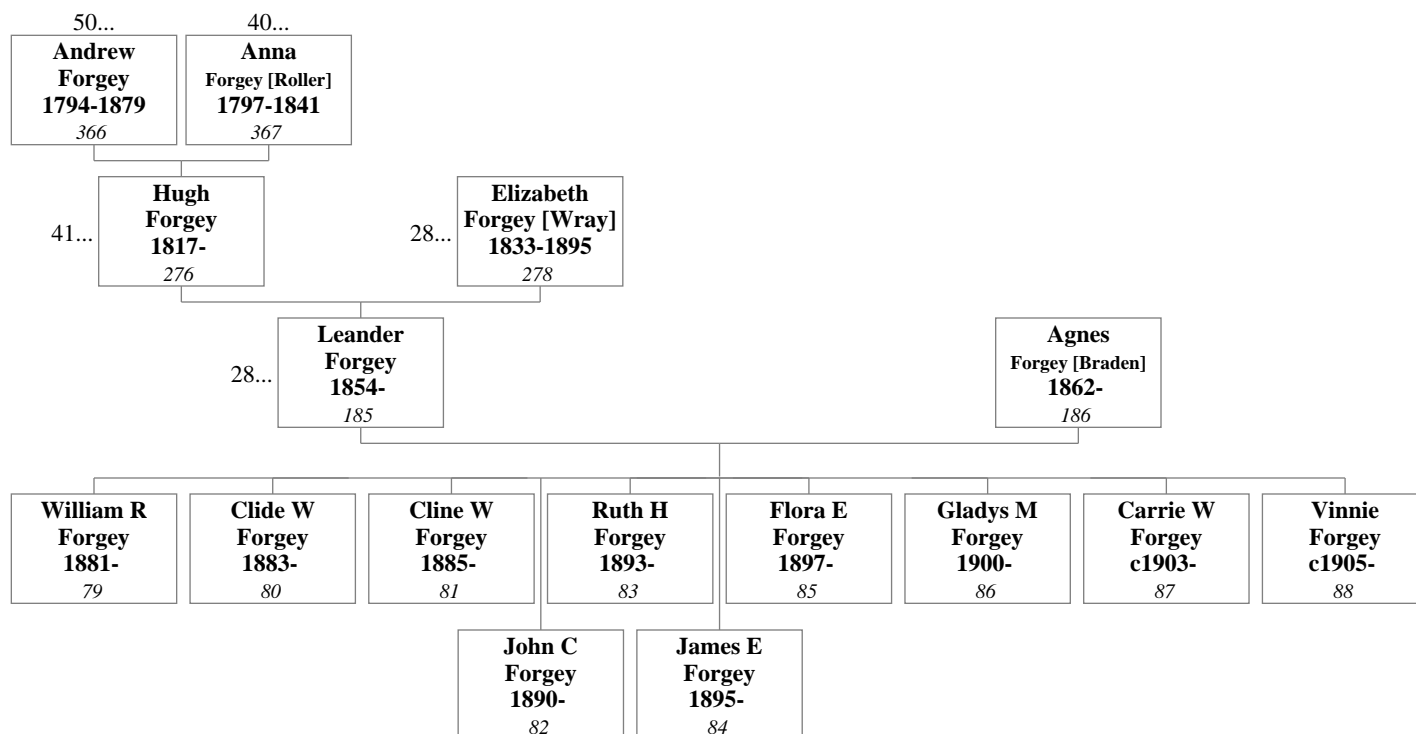 50...
40...
Andrew
Forgey
1794-1879
366
Anna
Forgey [Roller]
1797-1841
367
41...
Hugh
Forgey
1817-
276
28...
Elizabeth
Forgey [Wray]
1833-1895
278
28...
Leander
Forgey
1854-
185
Agnes
Forgey [Braden]
1862-
186
William R
Forgey
1881-
79
Clide W
Forgey
1883-
80
Cline W
Forgey
1885-
81
Ruth H
Forgey
1893-
83
Flora E
Forgey
1897-
85
Gladys M
Forgey
1900-
86
Carrie W
Forgey
c1903-
87
Vinnie
Forgey
c1905-
88
John C
Forgey
1890-
82
James E
Forgey
1895-
84